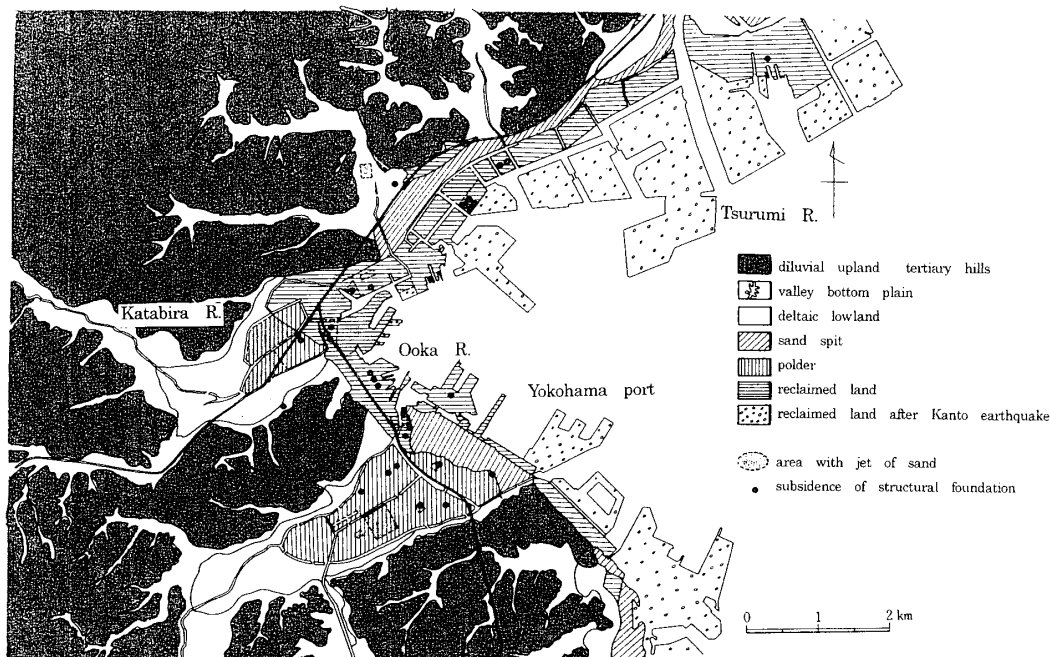 Tsurumi R.
Katabira R.
Ooka R.
Yokohama port
diluvial upland tertiary hills
valley bottom plain
deltaic lowland
sand spit
polder
reclaimed land
reclaimed land after Kanto earthquake
area with jet of sand
subsidence of structural foundation
0 1 2 km